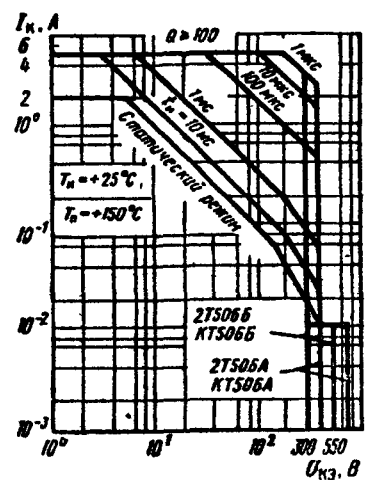 Iк, А
Q ≥ 100
6
4
2
10⁰
10⁻¹
10⁻²
10⁻³
1 мкс
10 мкс
100 мкс
1 мс
τи = 10 мс
Статический режим
Tк = +25°C,
Tп = +150°C
2Т506Б
КТ506Б
2Т506А
КТ506А
10⁰ 10¹ 10² 300 550
Uкэ, В